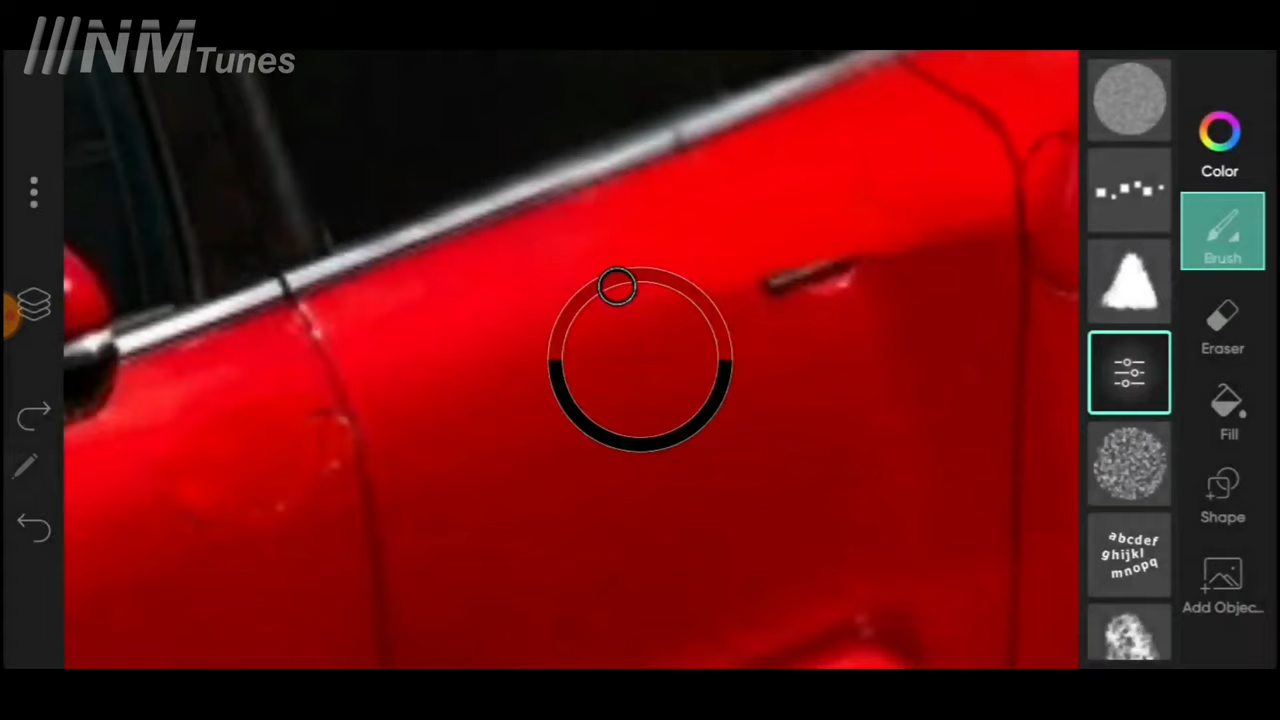 ///NM Tunes
Color
Brush
Eraser
Fill
abcdef
ghijkl
mnopq
Shape
Add Objec...